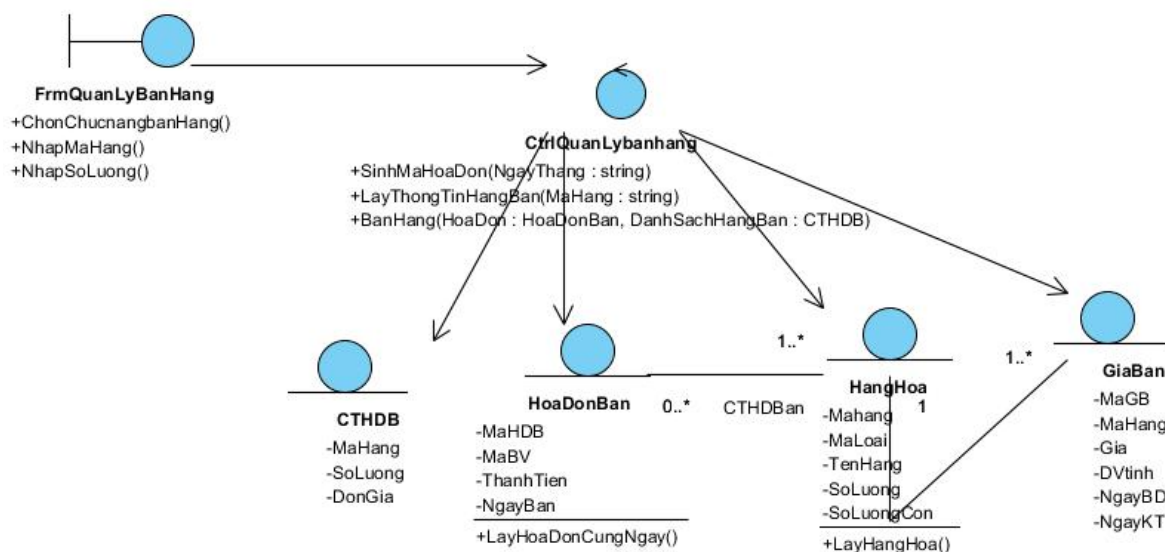 FrmQuanLyBanHang
+ChonChucnangbanHang()
+NhapMaHang()
+NhapSoLuong()
CtrlQuanLybanhang
+SinhMaHoaDon(NgayThang : string)
+LayThongTinHangBan(MaHang : string)
+BanHang(HoaDon : HoaDonBan, DanhSachHangBan : CTHDB)
CTHDB
-MaHang
-SoLuong
-DonGia
HoaDonBan
-MaHDB
-MaBV
-ThanhTien
-NgayBan
+LayHoaDonCungNgay()
0..*
CTHDBan
1..*
HangHoa
-Mahang
-MaLoai
-TenHang
-SoLuong
-SoLuongCon
+LayHangHoa()
1
1..*
GiaBan
-MaGB
-MaHang
-Gia
-DVtinh
-NgayBD
-NgayKT